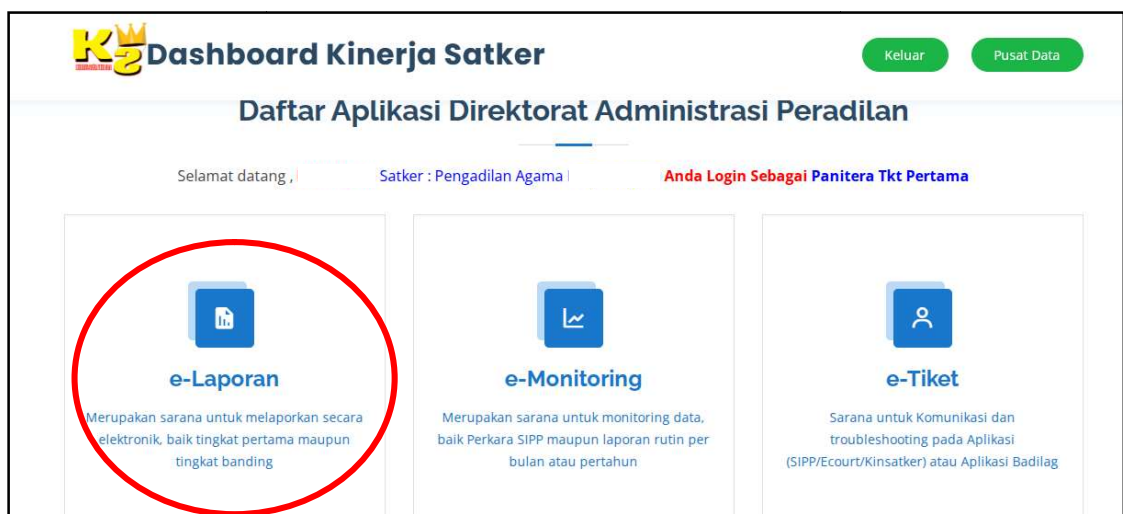 Dashboard Kinerja Satker
Keluar
Pusat Data
Daftar Aplikasi Direktorat Administrasi Peradilan
Selamat datang , Satker : Pengadilan Agama Anda Login Sebagai Panitera Tkt Pertama
e-Laporan
Merupakan sarana untuk melaporkan secara
elektronik, baik tingkat pertama maupun
tingkat banding
e-Monitoring
Merupakan sarana untuk monitoring data,
baik Perkara SIPP maupun laporan rutin per
bulan atau pertahun
e-Tiket
Sarana untuk Komunikasi dan
troubleshooting pada Aplikasi
(SIPP/Ecourt/Kinsatker) atau Aplikasi Badilag